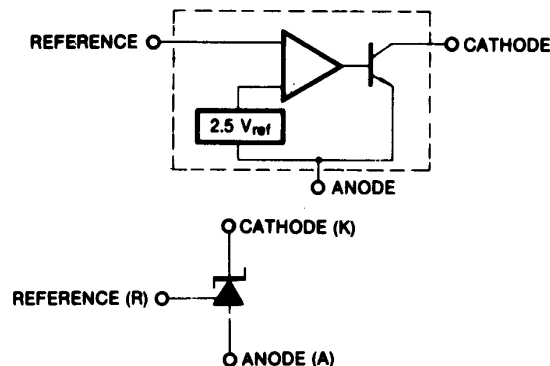 REFERENCE
CATHODE
2.5 Vref
ANODE
CATHODE (K)
REFERENCE (R)
ANODE (A)